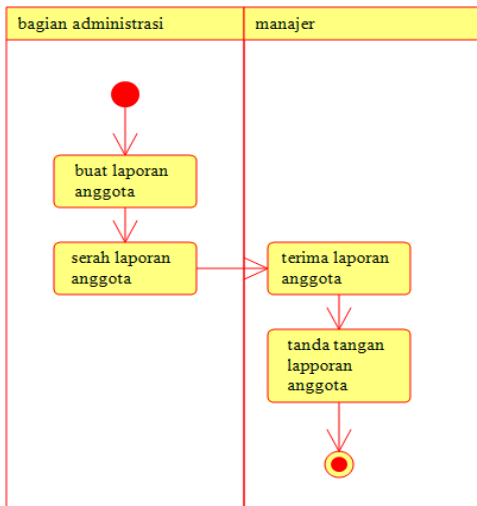 bagian administrasi
manajer
buat laporan
anggota
serah laporan
anggota
terima laporan
anggota
tanda tangan
lapporan
anggota